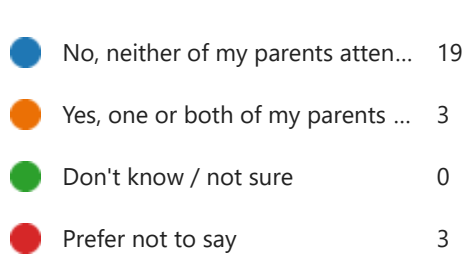 No, neither of my parents atten... 19
Yes, one or both of my parents ... 3
Don't know / not sure 0
Prefer not to say 3